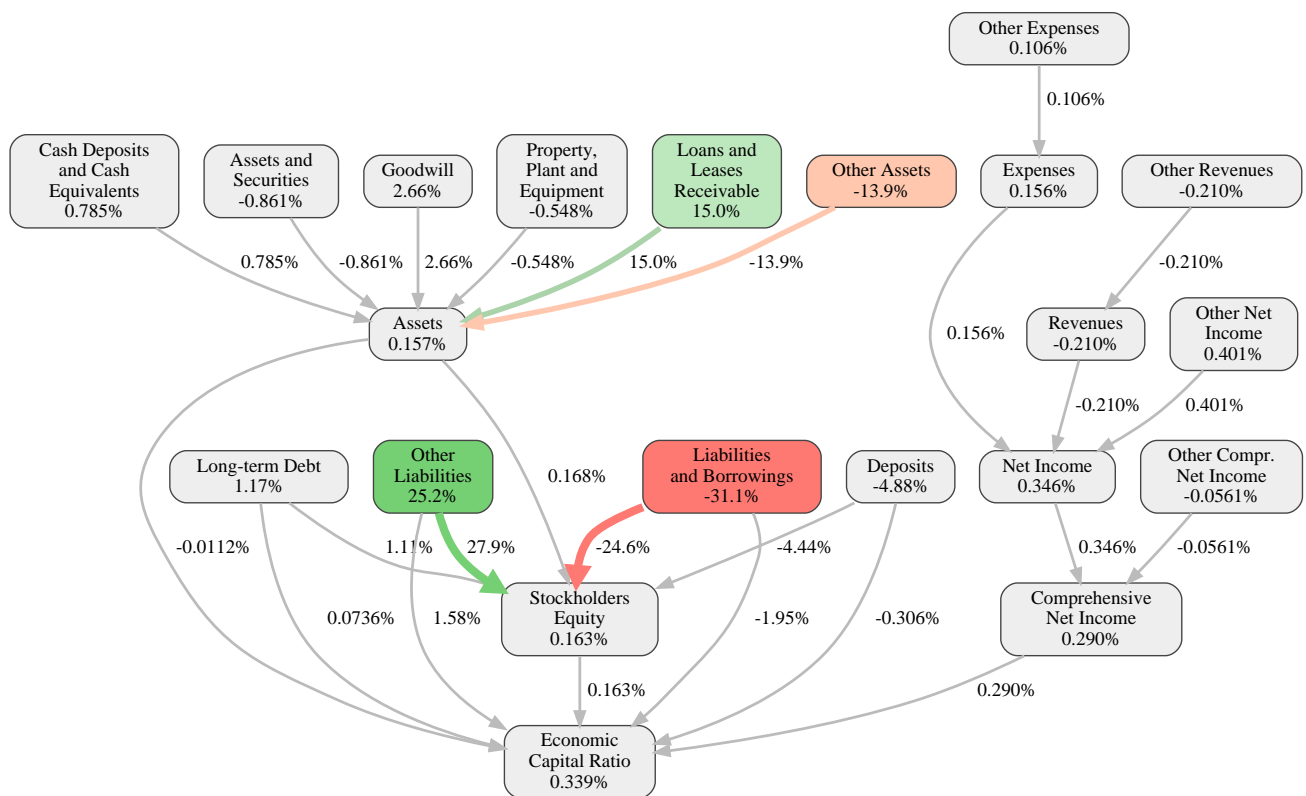 Other Expenses
0.106%
0.106%
Cash Deposits
and Cash
Equivalents
0.785%
Assets and
Securities
-0.861%
Goodwill
2.66%
Property,
Plant and
Equipment
-0.548%
Loans and
Leases
Receivable
15.0%
Other Assets
-13.9%
Expenses
0.156%
Other Revenues
-0.210%
0.785%
-0.861%
2.66%
-0.548%
15.0%
-13.9%
-0.210%
Assets
0.157%
0.156%
Revenues
-0.210%
Other Net
Income
0.401%
-0.210%
0.401%
Long-term Debt
1.17%
Other
Liabilities
25.2%
0.168%
Liabilities
and Borrowings
-31.1%
Deposits
-4.88%
Net Income
0.346%
Other Compr.
Net Income
-0.0561%
-0.0112%
1.11%
27.9%
-24.6%
-4.44%
0.346%
-0.0561%
0.0736%
1.58%
Stockholders
Equity
0.163%
-1.95%
-0.306%
Comprehensive
Net Income
0.290%
0.163%
0.290%
Economic
Capital Ratio
0.339%